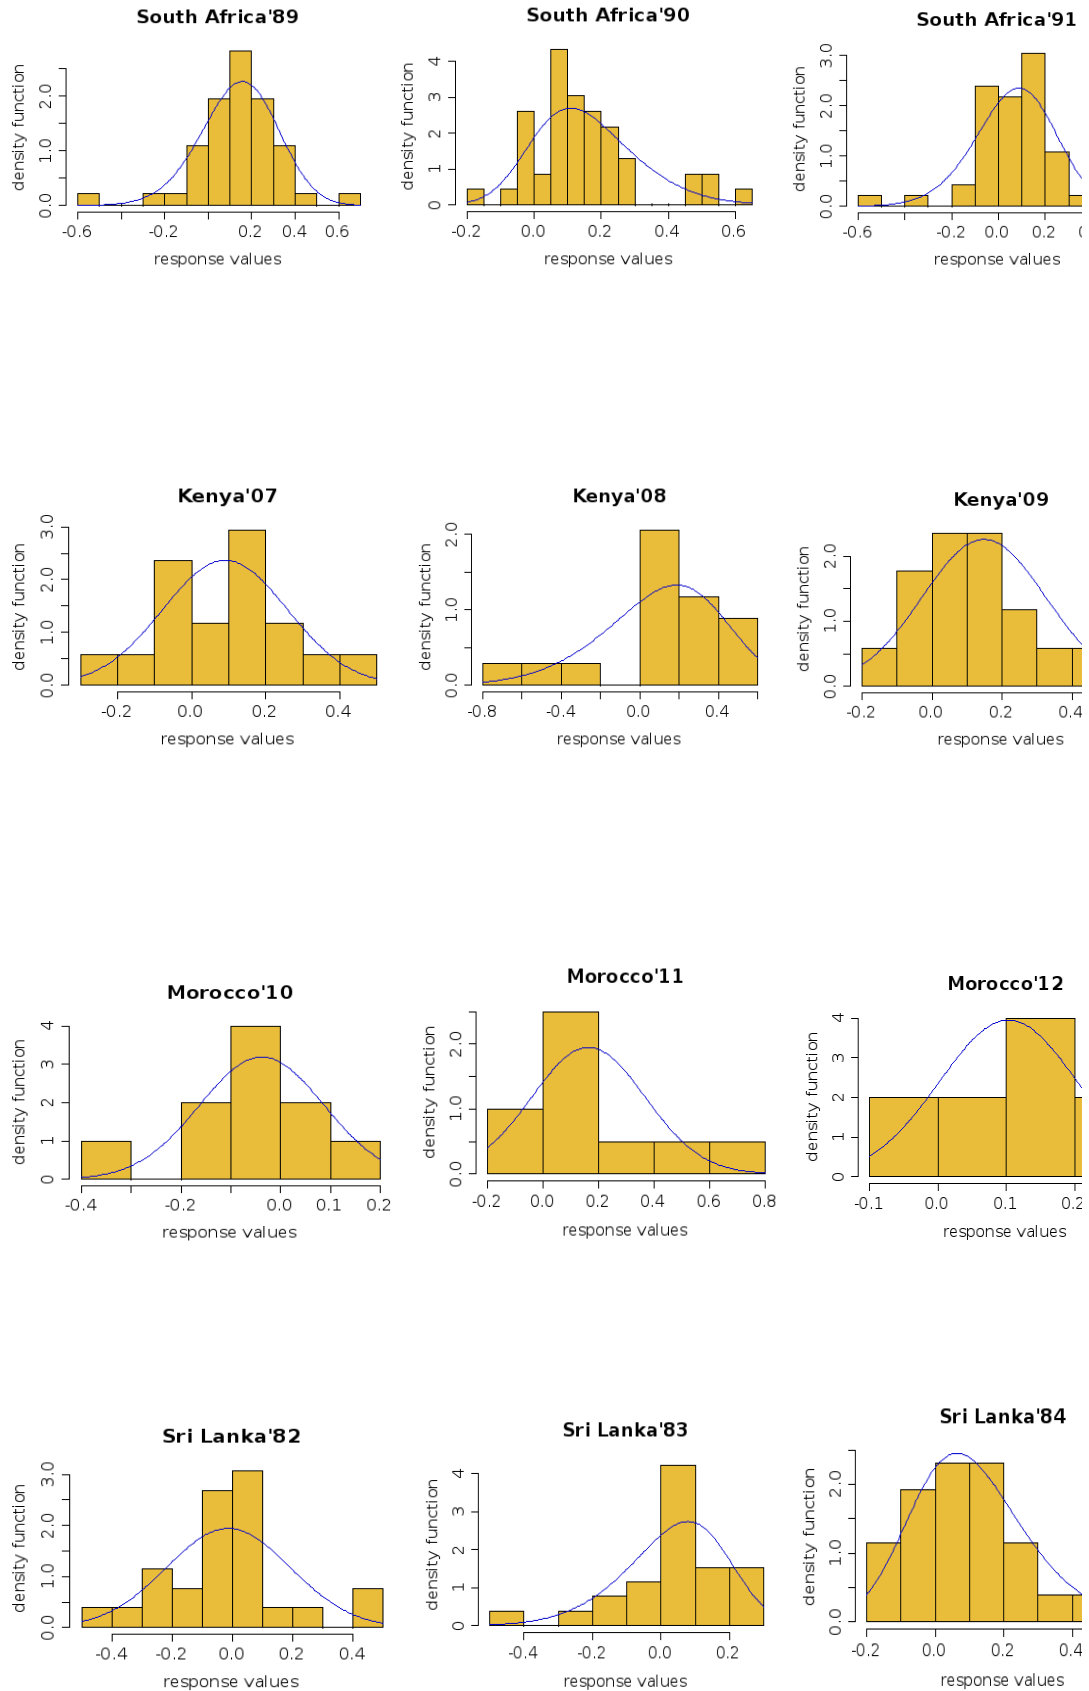 South Africa'89
South Africa'90
South Africa'91
density function
0.0 1.0 2.0
-0.6 -0.2 0.2 0.4 0.6
response values
density function
0 1 2 3 4
-0.2 0.0 0.2 0.4 0.6
response values
density function
0.0 1.0 2.0 3.0
-0.6 -0.2 0.0 0.2
response values
Kenya'07
Kenya'08
Kenya'09
density function
0.0 1.0 2.0 3.0
-0.2 0.0 0.2 0.4
response values
density function
0.0 1.0 2.0
-0.8 -0.4 0.0 0.4
response values
density function
0.0 1.0 2.0
-0.2 0.0 0.2 0.4
response values
Morocco'10
Morocco'11
Morocco'12
density function
0 1 2 3 4
-0.4 -0.2 0.0 0.1 0.2
response values
density function
0.0 1.0 2.0
-0.2 0.0 0.2 0.4 0.6 0.8
response values
density function
0 1 2 3 4
-0.1 0.0 0.1 0.2
response values
Sri Lanka'82
Sri Lanka'83
Sri Lanka'84
density function
0.0 1.0 2.0 3.0
-0.4 -0.2 0.0 0.2 0.4
response values
density function
0 1 2 3 4
-0.4 -0.2 0.0 0.2
response values
density function
0.0 1.0 2.0
-0.2 0.0 0.2 0.4
response values